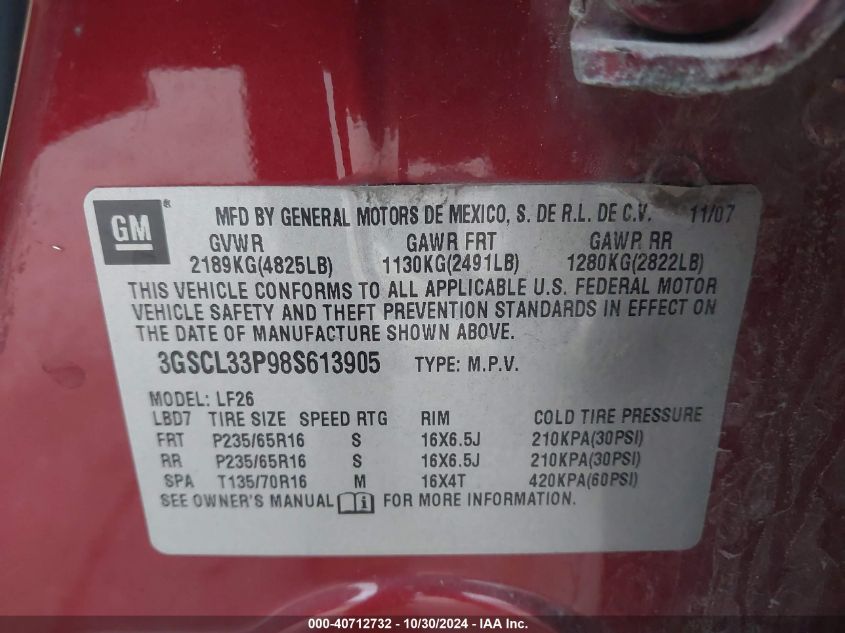 GM ® MFD BY GENERAL MOTORS DE MEXICO, S. DE R.L. DE C.V. 11/07
GVWR GAWR FRT GAWR RR
2189KG(4825LB) 1130KG(2491LB) 1280KG(2822LB)
THIS VEHICLE CONFORMS TO ALL APPLICABLE U.S. FEDERAL MOTOR
VEHICLE SAFETY AND THEFT PREVENTION STANDARDS IN EFFECT ON
THE DATE OF MANUFACTURE SHOWN ABOVE.
3GSCL33P98S613905 TYPE: M.P.V.
MODEL: LF26
LBD7 TIRE SIZE SPEED RTG RIM COLD TIRE PRESSURE
FRT P235/65R16 S 16X6.5J 210KPA(30PSI)
RR P235/65R16 S 16X6.5J 210KPA(30PSI)
SPA T135/70R16 M 16X4T 420KPA(60PSI)
SEE OWNER'S MANUAL i FOR MORE INFORMATION.
000-40712732 - 10/30/2024 - IAA Inc.